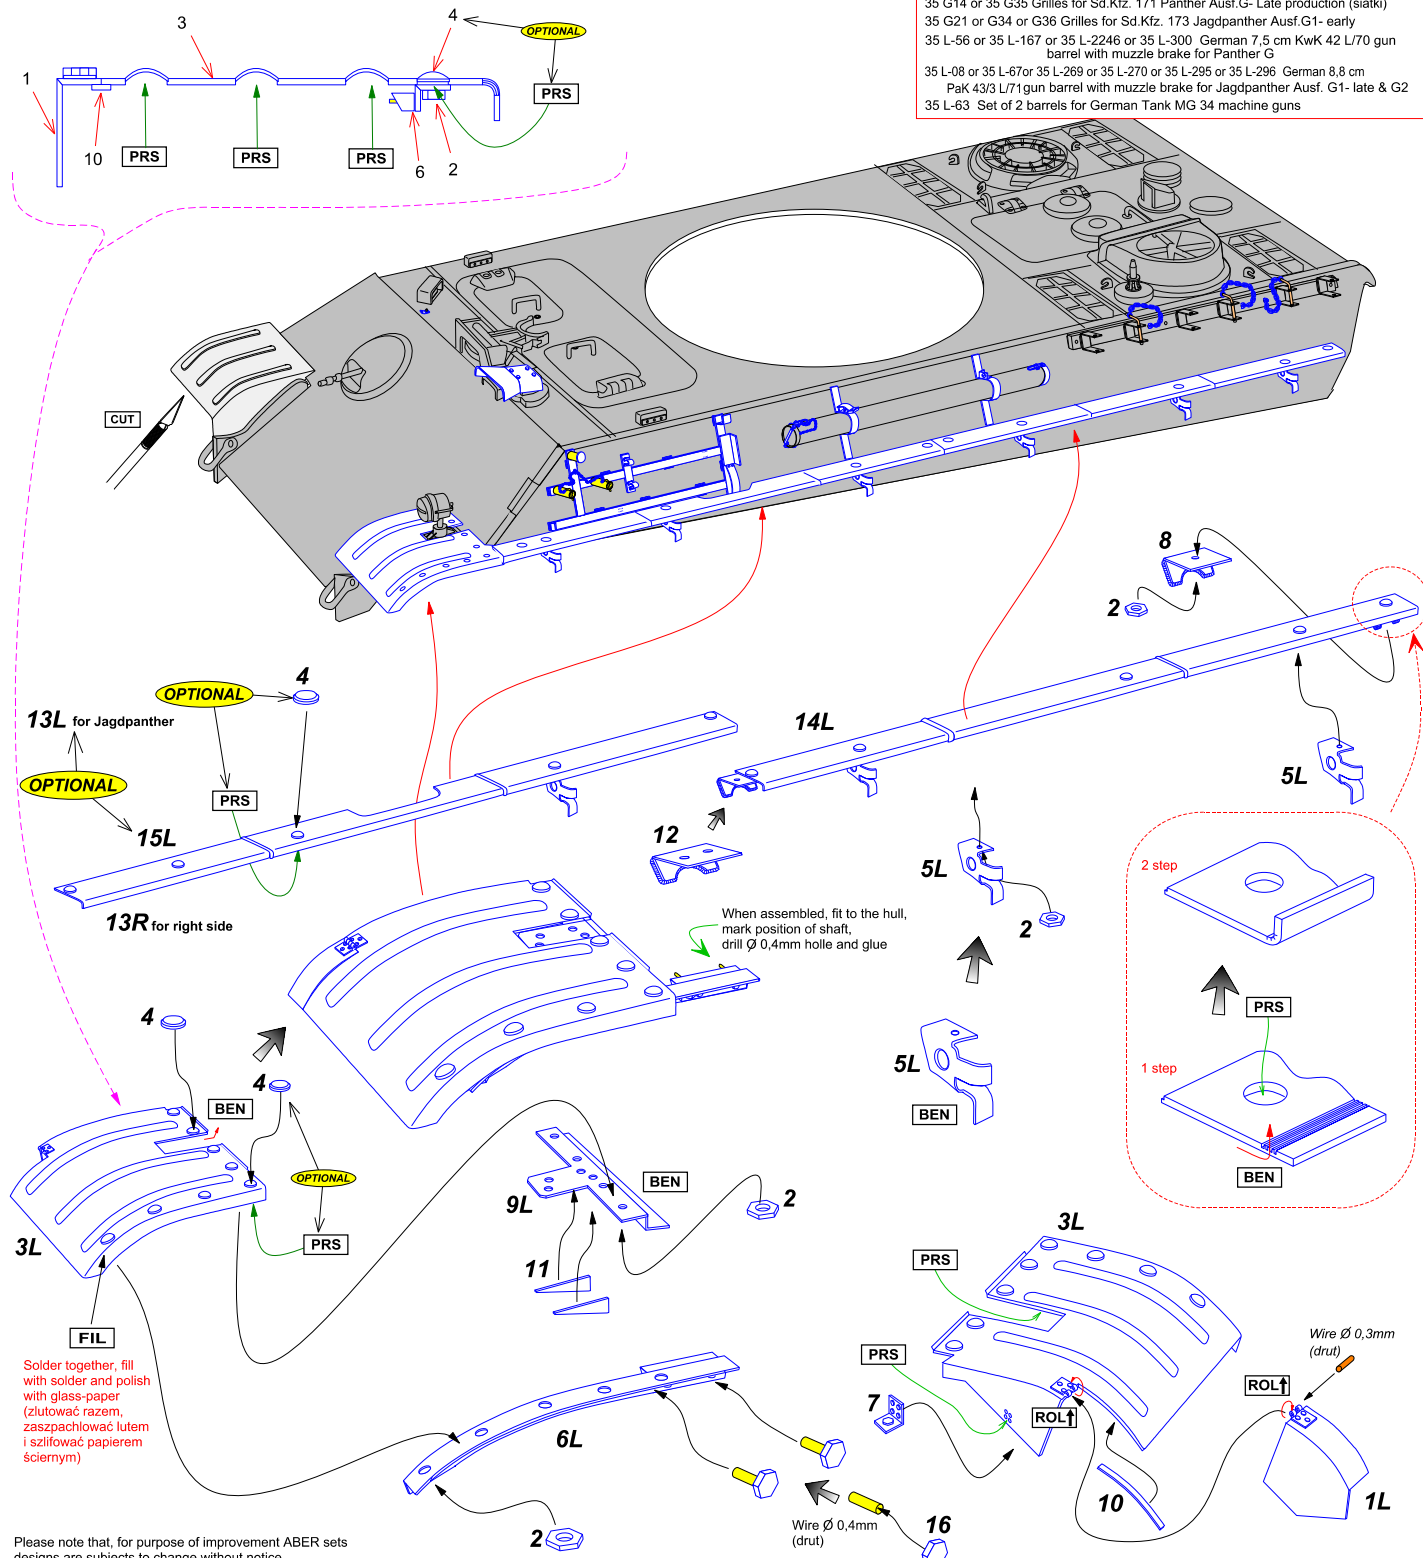 35 G14 or 35 G35 Grilles for Sd.Kfz. 171 Panther Ausf.G- Late production (siatki)
35 G21 or G34 or G36 Grilles for Sd.Kfz. 173 Jagdpanther Ausf.G1- early
35 L-56 or 35 L-167 or 35 L-2246 or 35 L-300 German 7,5 cm KwK 42 L/70 gun
barrel with muzzle brake for Panther G
35 L-08 or 35 L-67or 35 L-269 or 35 L-270 or 35 L-295 or 35 L-296 German 8,8 cm
PaK 43/3 L/71 gun barrel with muzzle brake for Jagdpanther Ausf. G1- late & G2
35 L-63 Set of 2 barrels for German Tank MG 34 machine guns
1
3
4
OPTIONAL
PRS
10
PRS
PRS
PRS
6
2
CUT
8
2
4
OPTIONAL
13L for Jagdpanther
OPTIONAL
PRS
15L
13R for right side
14L
12
5L
5L
2
When assembled, fit to the hull,
mark position of shaft,
drill Ø 0,4mm holle and glue
2 step
PRS
1 step
BEN
5L
BEN
4
4
BEN
OPTIONAL
PRS
3L
FIL
Solder together, fill
with solder and polish
with glass-paper
(zlutować razem,
zaszpachlować lutem
i szlifować papierem
ściernym)
9L
BEN
2
11
6L
2
Wire Ø 0,4mm
(drut)
16
3L
PRS
PRS
7
ROL
ROL
Wire Ø 0,3mm
(drut)
10
1L
Please note that, for purpose of improvement ABER sets
designs are subjects to change without notice